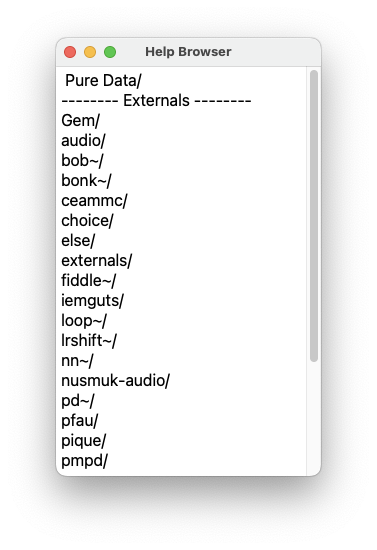 Help Browser
Pure Data/
-------- Externals --------
Gem/
audio/
bob~/
bonk~/
ceammc/
choice/
else/
externals/
fiddle~/
iemguts/
loop~/
lrshift~/
nn~/
nusmuk-audio/
pd~/
pfau/
pique/
pmpd/